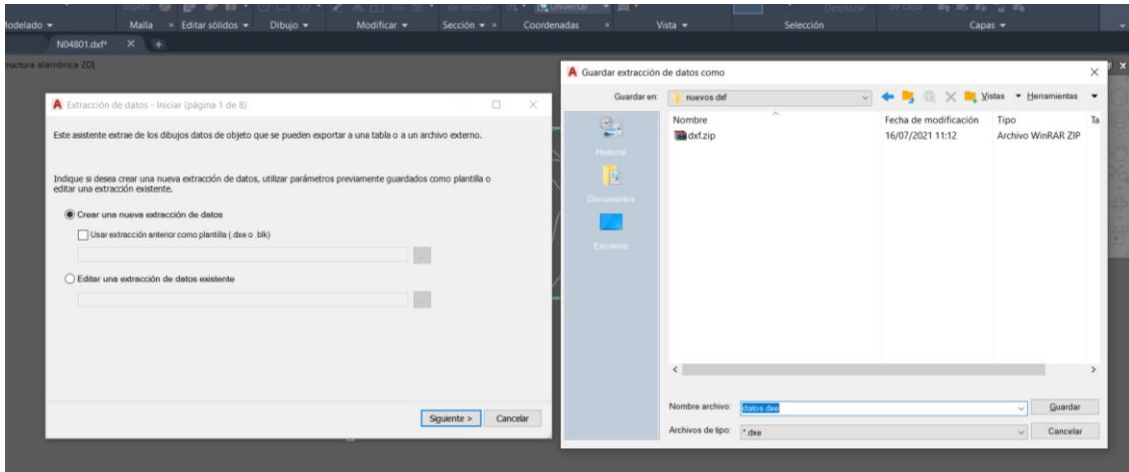 Universal
Desplazar
de capa
Modelado
Malla
Editar sólidos
Dibujo
Modificar
Sección
Coordenadas
Vista
Selección
Capas
N04801.dxf*
Extracción de datos - Iniciar (página 1 de 8)
Este asistente extrae de los dibujos datos de objeto que se pueden exportar a una tabla o a un archivo externo.
Indique si desea crear una nueva extracción de datos, utilizar parámetros previamente guardados como plantilla o
editar una extracción existente.
Crear una nueva extracción de datos
Usar extracción anterior como plantilla (.dxe o .blk)
...
Editar una extracción de datos existente
...
Siguiente >
Cancelar
Guardar extracción de datos como
Guardar en:
nuevos dxf
Vistas
Herramientas
Historial
Documentos
Escritorio
Nombre
Fecha de modificación
Tipo
Ta
dxf.zip
16/07/2021 11:12
Archivo WinRAR ZIP
Nombre archivo:
datos.dxe
Guardar
Archivos de tipo:
*.dxe
Cancelar